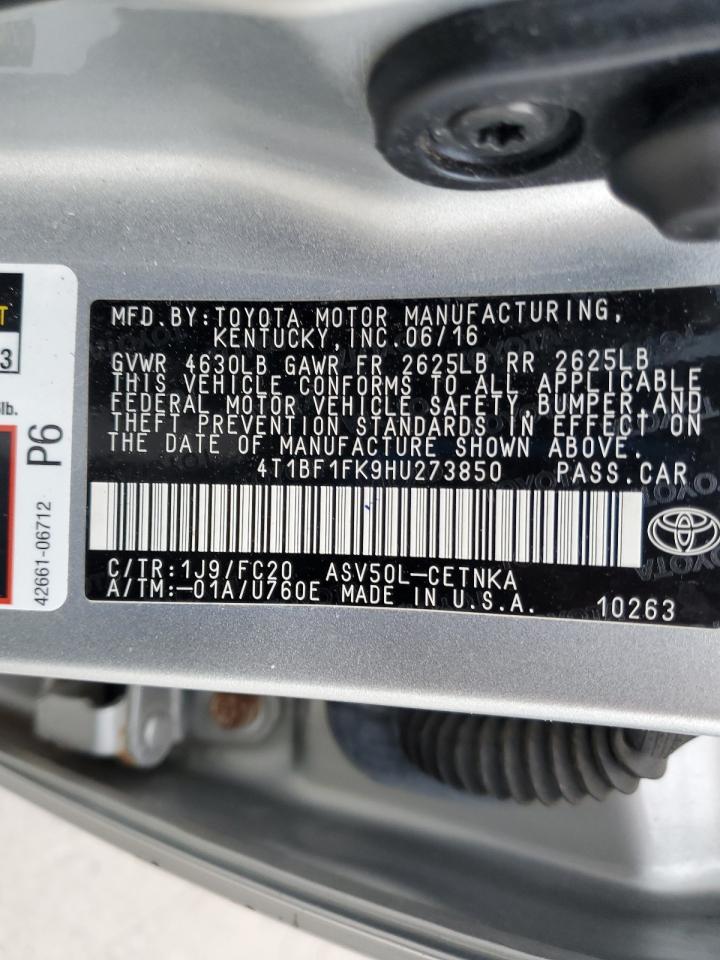 MFD.BY:TOYOTA MOTOR MANUFACTURING,
KENTUCKY,INC.06/16
GVWR 4630LB GAWR FR 2625LB RR 2625LB
THIS VEHICLE CONFORMS TO ALL APPLICABLE
FEDERAL MOTOR VEHICLE SAFETY,BUMPER,AND
THEFT PREVENTION STANDARDS IN EFFECT ON
THE DATE OF MANUFACTURE SHOWN ABOVE.
4T1BF1FK9HU273850 PASS.CAR
C/TR:1J9/FC20 ASV50L-CETNKA
A/TM:-01A/U760E MADE IN U.S.A. 10263
T
3
lb.
P6
42661-06712
TOYOTA